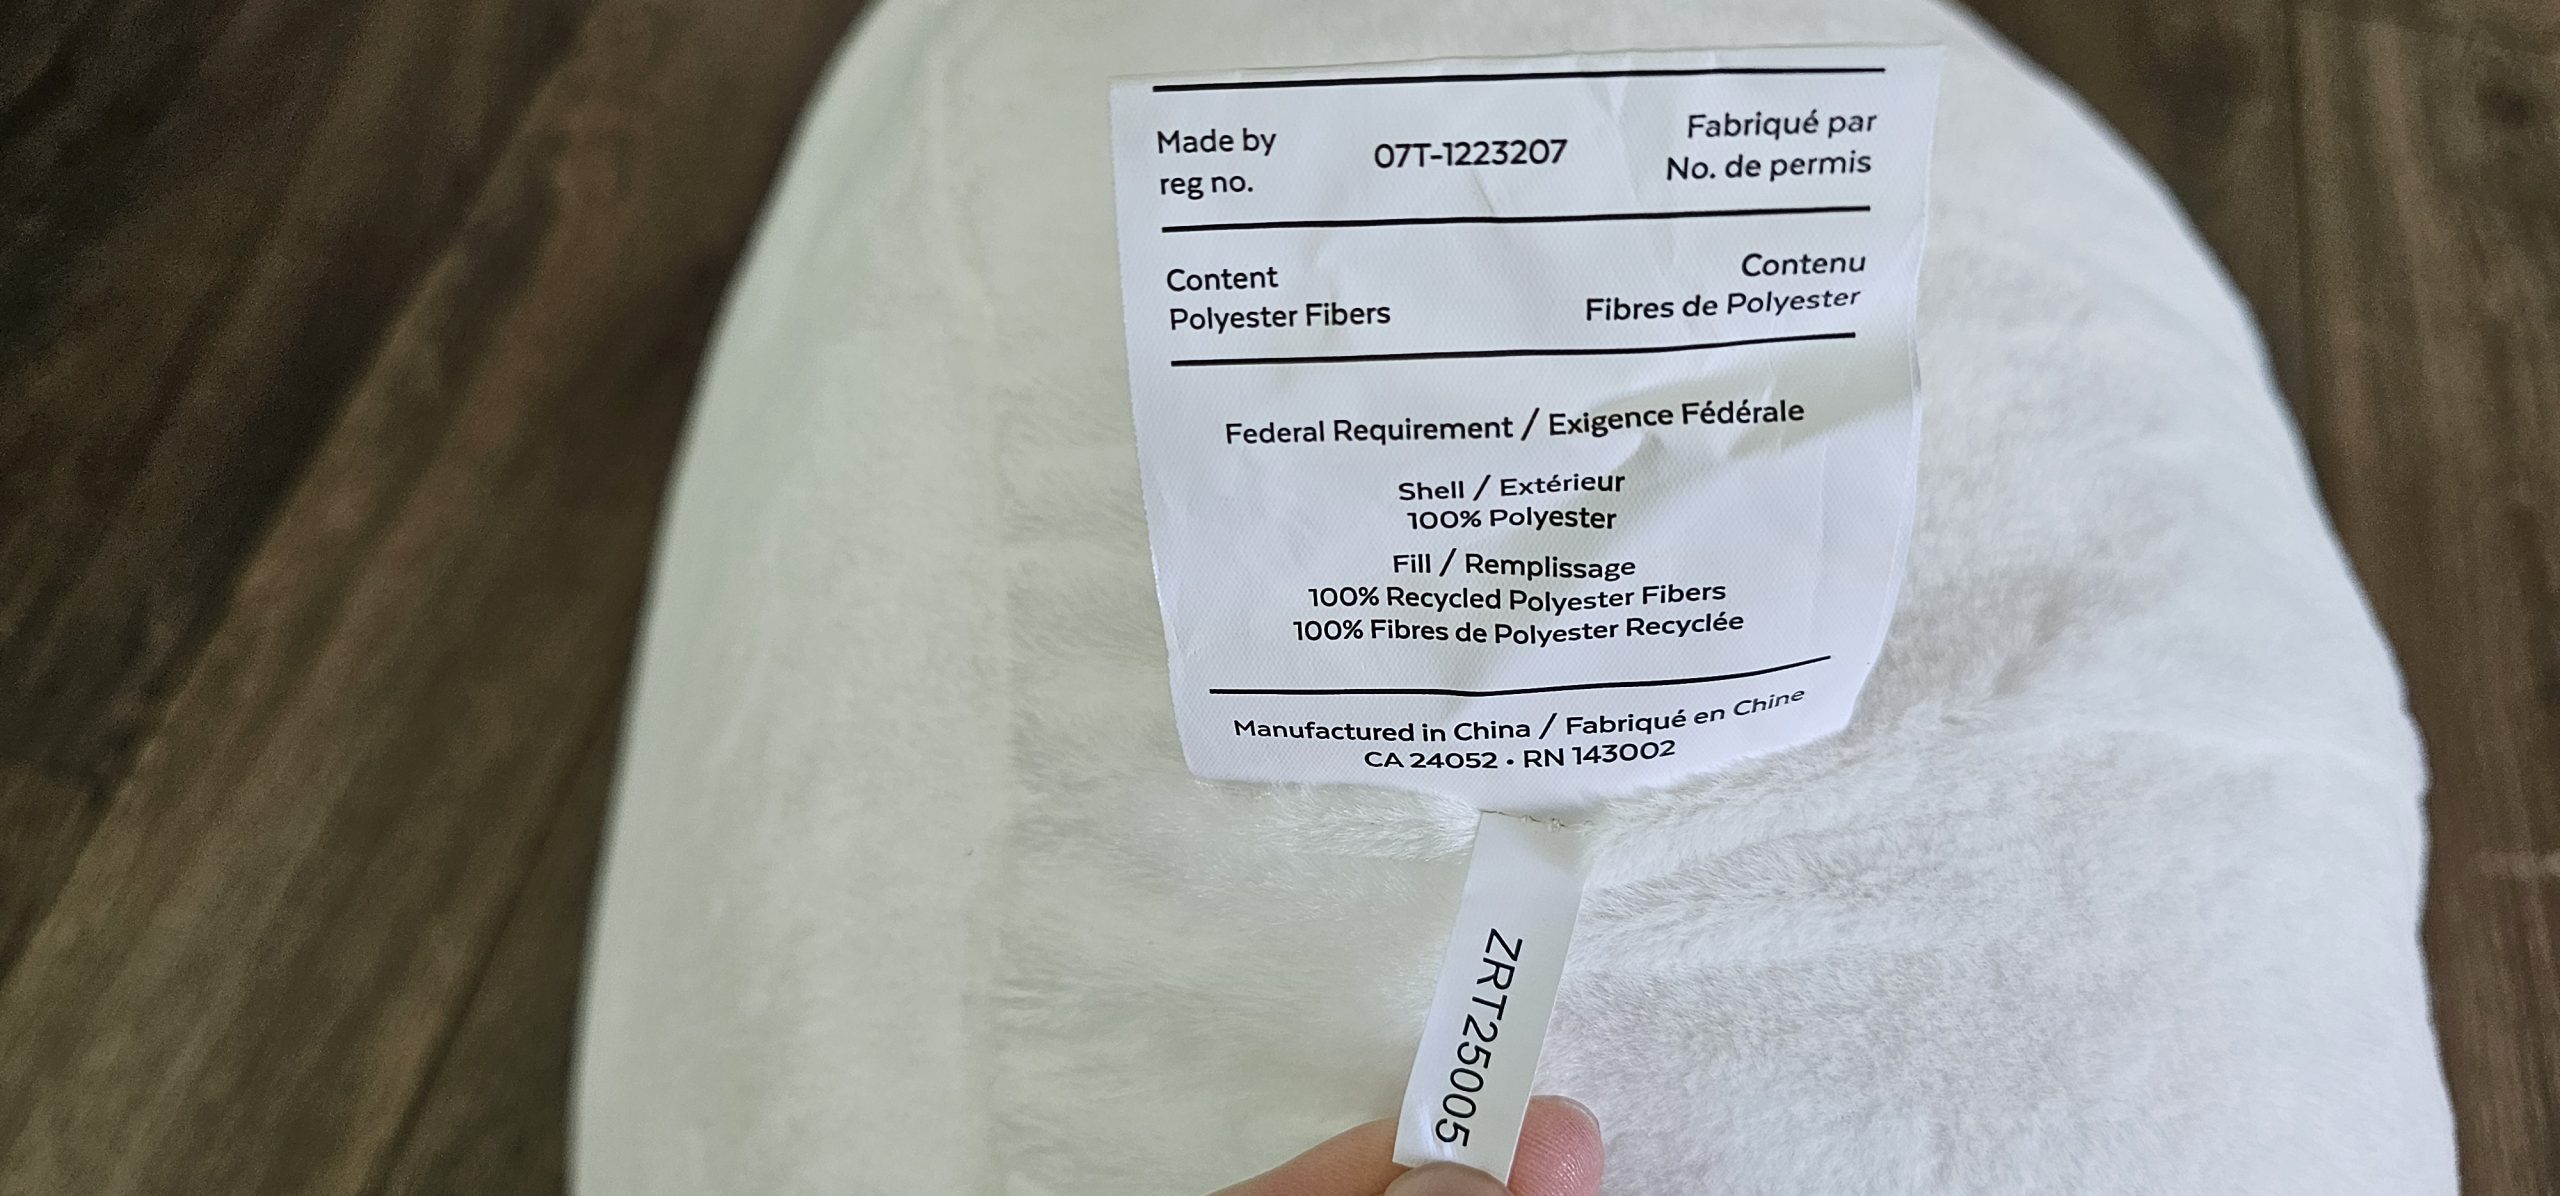 Made by
reg no.
07T-1223207
Fabriqué par
No. de permis
Content
Polyester Fibers
Contenu
Fibres de Polyester
Federal Requirement / Exigence Fédérale
Shell / Extérieur
100% Polyester
Fill / Remplissage
100% Recycled Polyester Fibers
100% Fibres de Polyester Recyclée
Manufactured in China / Fabriqué en Chine
CA 24052 • RN 143002
ZRT25005